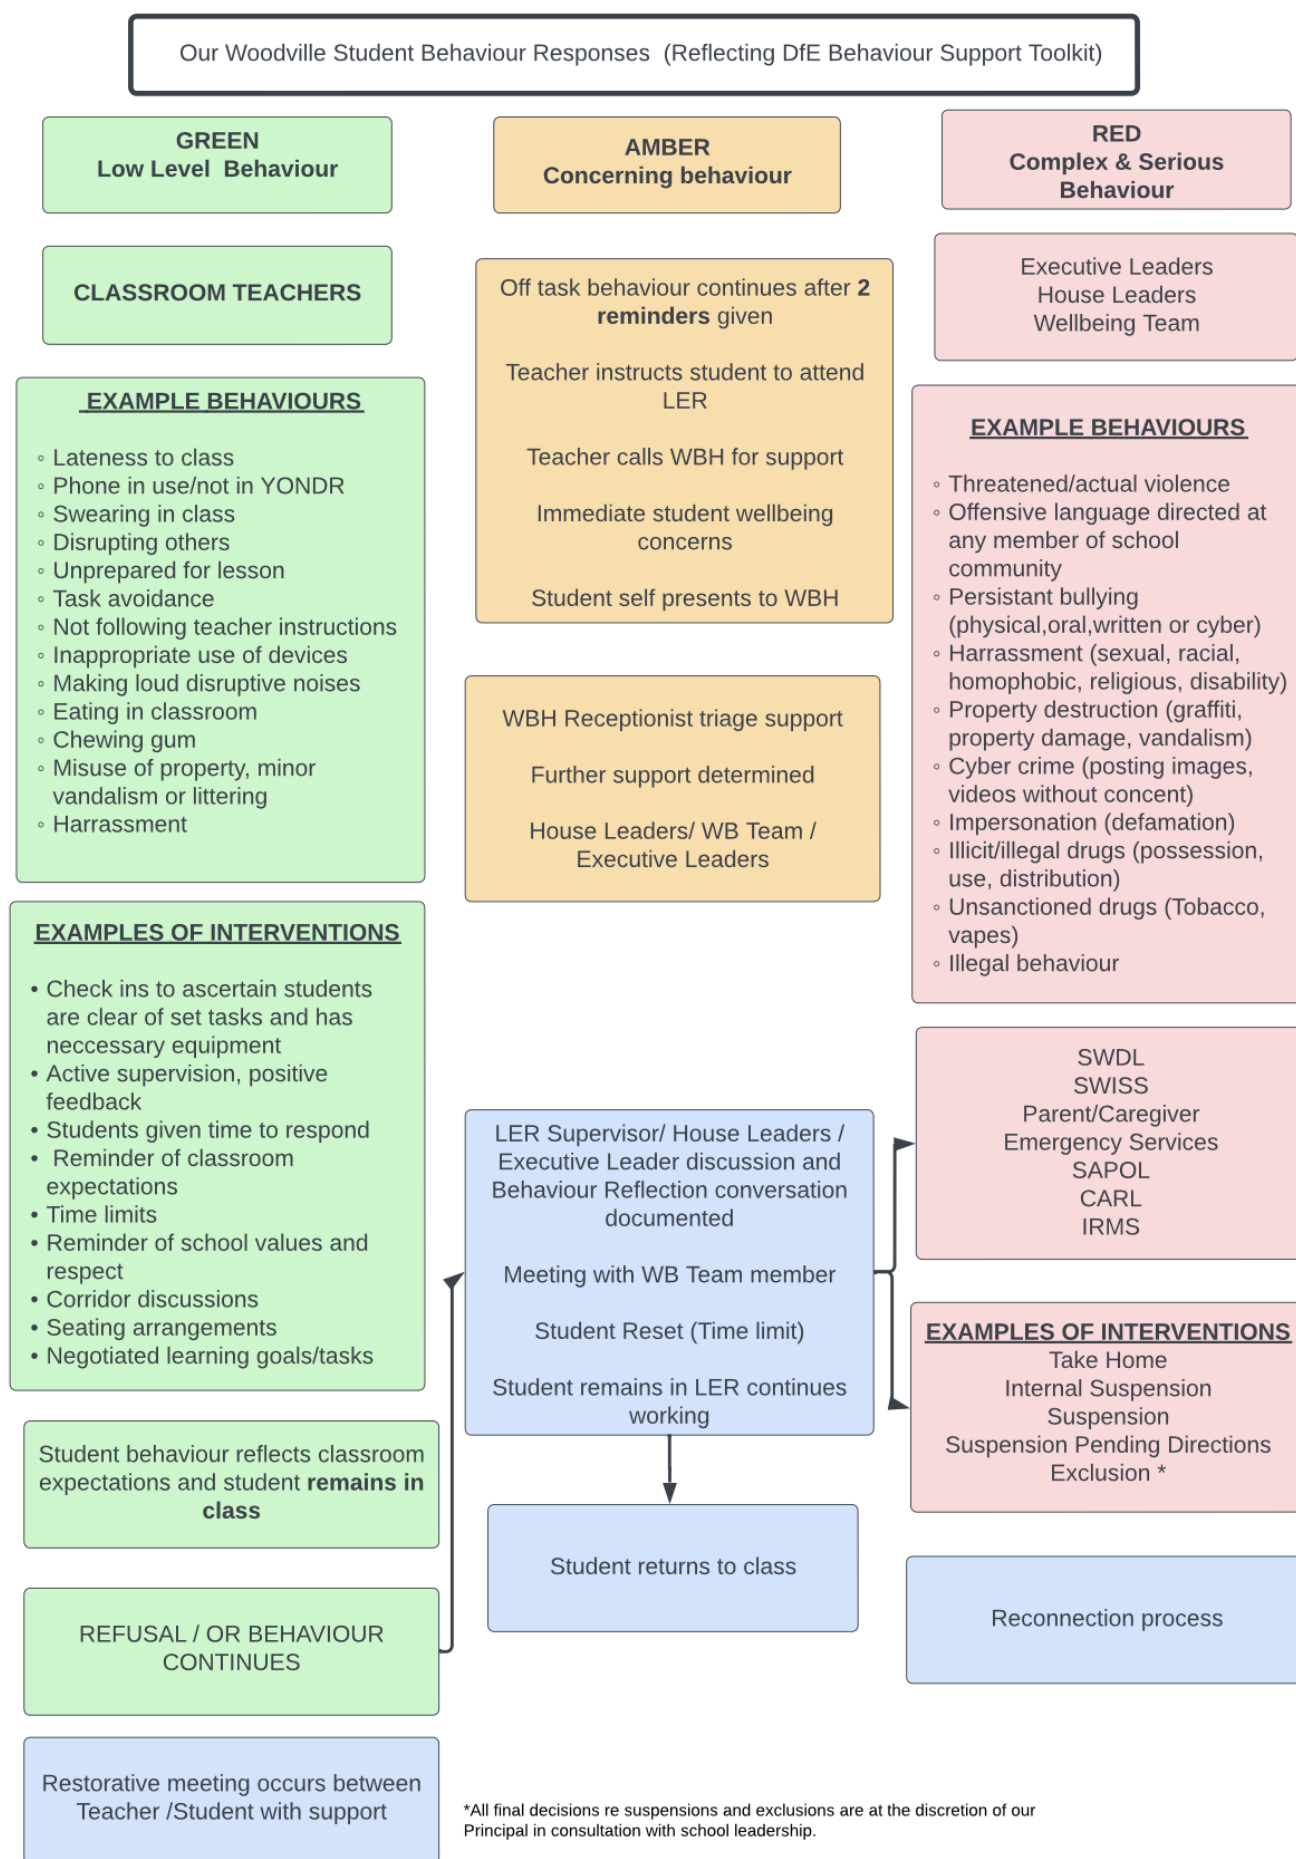 Our Woodville Student Behaviour Responses (Reflecting DfE Behaviour Support Toolkit)
GREEN
Low Level Behaviour
CLASSROOM TEACHERS
EXAMPLE BEHAVIOURS
◦ Lateness to class
◦ Phone in use/not in YONDR
◦ Swearing in class
◦ Disrupting others
◦ Unprepared for lesson
◦ Task avoidance
◦ Not following teacher instructions
◦ Inappropriate use of devices
◦ Making loud disruptive noises
◦ Eating in classroom
◦ Chewing gum
◦ Misuse of property, minor
vandalism or littering
◦ Harrassment
EXAMPLES OF INTERVENTIONS
• Check ins to ascertain students
are clear of set tasks and has
neccessary equipment
• Active supervision, positive
feedback
• Students given time to respond
• Reminder of classroom
expectations
• Time limits
• Reminder of school values and
respect
• Corridor discussions
• Seating arrangements
• Negotiated learning goals/tasks
Student behaviour reflects classroom
expectations and student remains in
class
REFUSAL / OR BEHAVIOUR
CONTINUES
Restorative meeting occurs between
Teacher /Student with support
AMBER
Concerning behaviour
Off task behaviour continues after 2
reminders given
Teacher instructs student to attend
LER
Teacher calls WBH for support
Immediate student wellbeing
concerns
Student self presents to WBH
WBH Receptionist triage support
Further support determined
House Leaders/ WB Team /
Executive Leaders
LER Supervisor/ House Leaders /
Executive Leader discussion and
Behaviour Reflection conversation
documented
Meeting with WB Team member
Student Reset (Time limit)
Student remains in LER continues
working
Student returns to class
RED
Complex & Serious
Behaviour
Executive Leaders
House Leaders
Wellbeing Team
EXAMPLE BEHAVIOURS
◦ Threatened/actual violence
◦ Offensive language directed at
any member of school
community
◦ Persistant bullying
(physical,oral,written or cyber)
◦ Harrassment (sexual, racial,
homophobic, religious, disability)
◦ Property destruction (graffiti,
property damage, vandalism)
◦ Cyber crime (posting images,
videos without concent)
◦ Impersonation (defamation)
◦ Illicit/illegal drugs (possession,
use, distribution)
◦ Unsanctioned drugs (Tobacco,
vapes)
◦ Illegal behaviour
SWDL
SWISS
Parent/Caregiver
Emergency Services
SAPOL
CARL
IRMS
EXAMPLES OF INTERVENTIONS
Take Home
Internal Suspension
Suspension
Suspension Pending Directions
Exclusion *
Reconnection process
*All final decisions re suspensions and exclusions are at the discretion of our
Principal in consultation with school leadership.